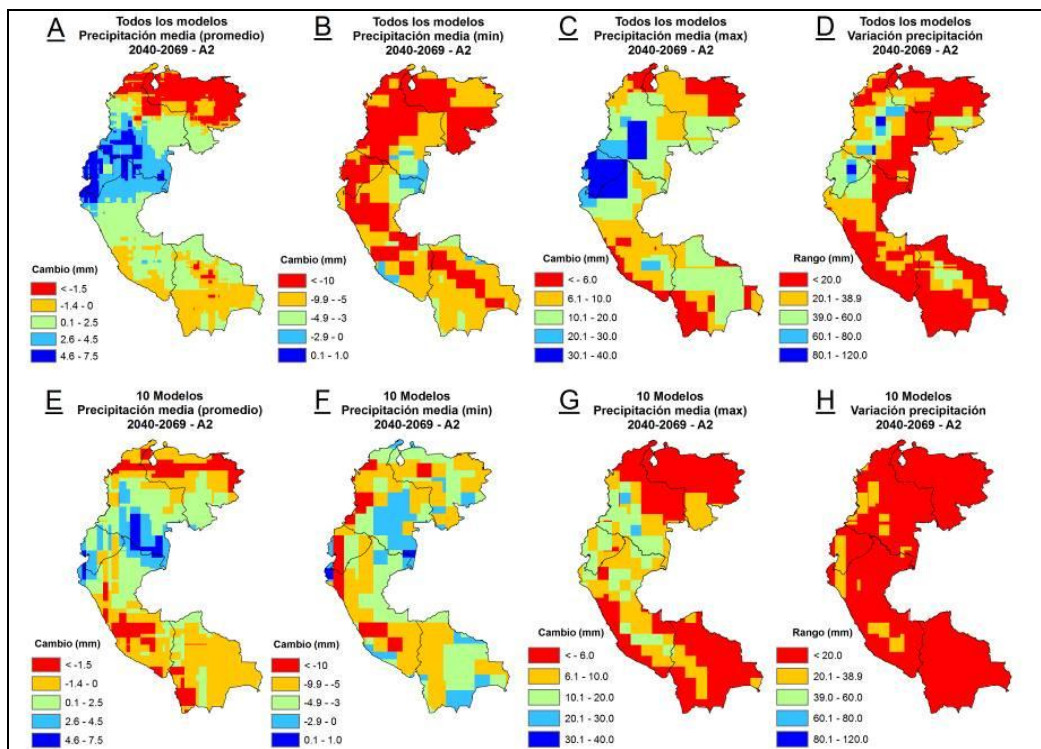 A
Todos los modelos
Precipitación media (promedio)
2040-2069 - A2
Cambio (mm)
< -1.5
-1.4 - 0
0.1 - 2.5
2.6 - 4.5
4.6 - 7.5
B
Todos los modelos
Precipitación media (min)
2040-2069 - A2
Cambio (mm)
< -10
-9.9 - -5
-4.9 - -3
-2.9 - 0
0.1 - 1.0
C
Todos los modelos
Precipitación media (max)
2040-2069 - A2
Cambio (mm)
< - 6.0
6.1 - 10.0
10.1 - 20.0
20.1 - 30.0
30.1 - 40.0
D
Todos los modelos
Variación precipitación
2040-2069 - A2
Rango (mm)
< 20.0
20.1 - 38.9
39.0 - 60.0
60.1 - 80.0
80.1 - 120.0
E
10 Modelos
Precipitación media (promedio)
2040-2069 - A2
Cambio (mm)
< -1.5
-1.4 - 0
0.1 - 2.5
2.6 - 4.5
4.6 - 7.5
F
10 Modelos
Precipitación media (min)
2040-2069 - A2
Cambio (mm)
< -10
-9.9 - -5
-4.9 - -3
-2.9 - 0
0.1 - 1.0
G
10 Modelos
Precipitación media (max)
2040-2069 - A2
Cambio (mm)
< - 6.0
6.1 - 10.0
10.1 - 20.0
20.1 - 30.0
30.1 - 40.0
H
10 Modelos
Variación precipitación
2040-2069 - A2
Rango (mm)
< 20.0
20.1 - 38.9
39.0 - 60.0
60.1 - 80.0
80.1 - 120.0